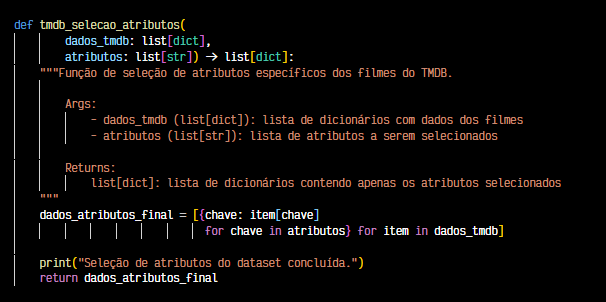 def tmdb_selecao_atributos(
dados_tmdb: list[dict],
atributos: list[str]) -> list[dict]:
"""Função de seleção de atributos específicos dos filmes do TMDB.
Args:
- dados_tmdb (list[dict]): lista de dicionários com dados dos filmes
- atributos (list[str]): lista de atributos a serem selecionados
Returns:
list[dict]: lista de dicionários contendo apenas os atributos selecionados
"""
dados_atributos_final = [{chave: item[chave]
for chave in atributos} for item in dados_tmdb]
print("Seleção de atributos do dataset concluída.")
return dados_atributos_final